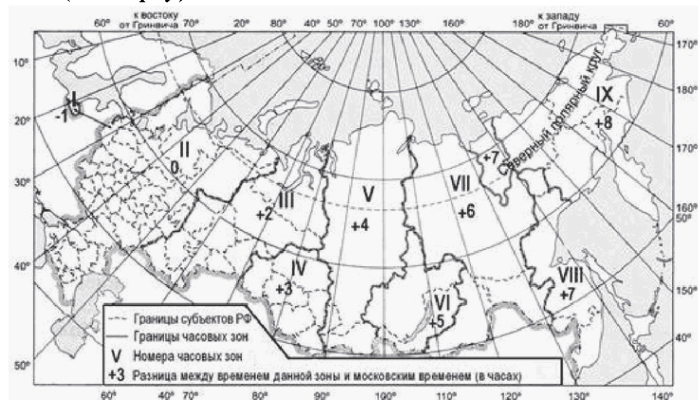 к востоку
от Гринвича
к западу
от Гринвича
60° 70° 20° 80° 30° 40° 50° 70° 100° 130° 160° 180° 60°
170°
10°
180°
20°
170°
30°
160°
50°
40°
150°
50°
40°
Северный полярный круг
I
-1
II
0
III
+2
IV
+3
V
+4
VI
+5
VII
+6
+7
VIII
+7
IX
+8
Границы субъектов РФ
Границы часовых зон
V Номера часовых зон
+3 Разница между временем данной зоны и московским временем (в часах)
60° 40° 70° 80° 90° 100° 110° 120° 130° 140°